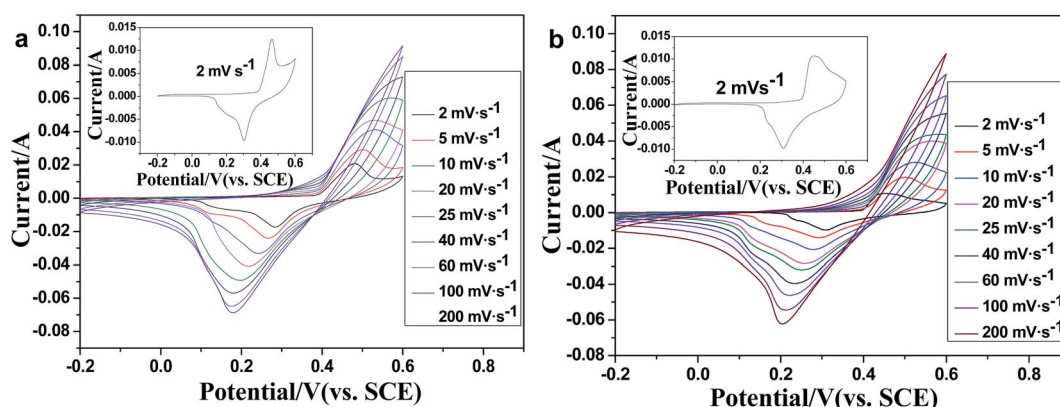 a
Current/A
0.10
0.08
0.06
0.04
0.02
0.00
-0.02
-0.04
-0.06
-0.08
-0.2 0.0 0.2 0.4 0.6 0.8
Potential/V(vs. SCE)
Current/A
0.015
0.010
0.005
0.000
-0.005
-0.010
-0.2 0.0 0.2 0.4 0.6
Potential/V(vs. SCE)
2 mV s⁻¹
2 mV·s⁻¹
5 mV·s⁻¹
10 mV·s⁻¹
20 mV·s⁻¹
25 mV·s⁻¹
40 mV·s⁻¹
60 mV·s⁻¹
100 mV·s⁻¹
200 mV·s⁻¹
b
Current/A
0.10
0.08
0.06
0.04
0.02
0.00
-0.02
-0.04
-0.06
-0.08
-0.2 0.0 0.2 0.4 0.6 0.8
Potential/V(vs. SCE)
Current/A
0.015
0.010
0.005
0.000
-0.005
-0.010
-0.2 0.0 0.2 0.4 0.6
Potential/V(vs. SCE)
2 mVs⁻¹
2 mV·s⁻¹
5 mV·s⁻¹
10 mV·s⁻¹
20 mV·s⁻¹
25 mV·s⁻¹
40 mV·s⁻¹
60 mV·s⁻¹
100 mV·s⁻¹
200 mV·s⁻¹